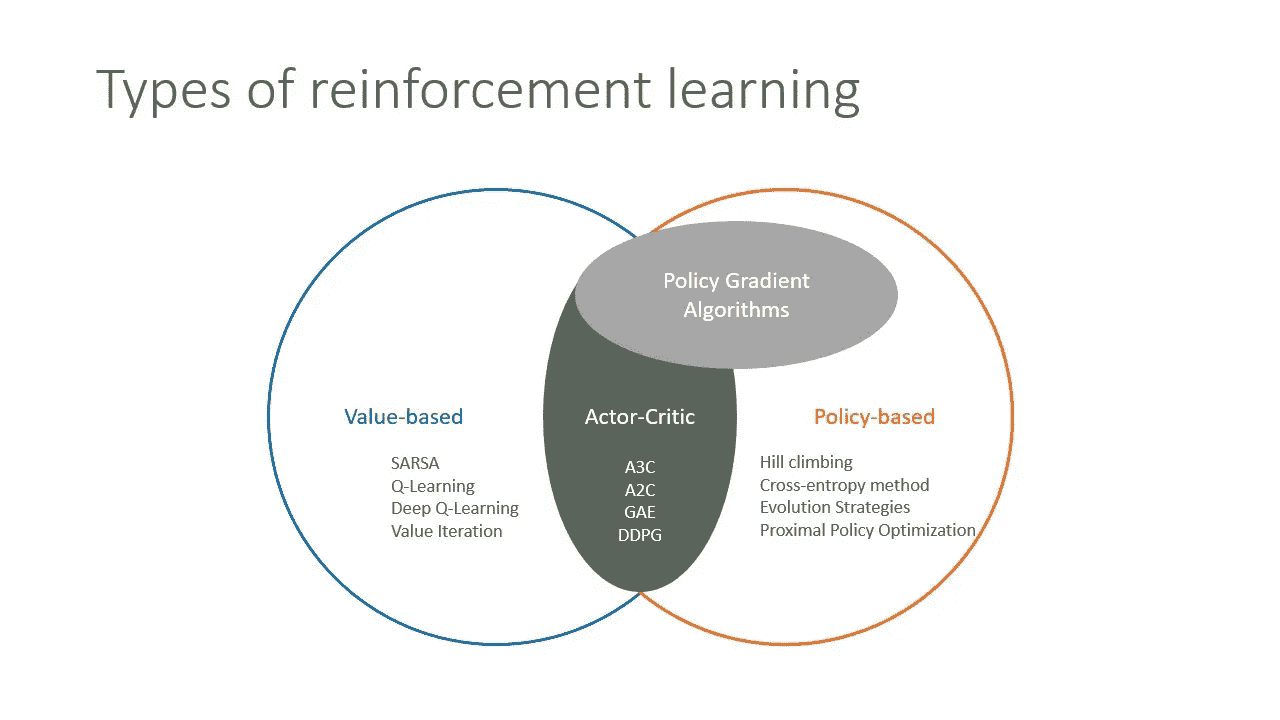 Types of reinforcement learning
Policy Gradient
Algorithms
Value-based
SARSA
Q-Learning
Deep Q-Learning
Value Iteration
Actor-Critic
A3C
A2C
GAE
DDPG
Policy-based
Hill climbing
Cross-entropy method
Evolution Strategies
Proximal Policy Optimization